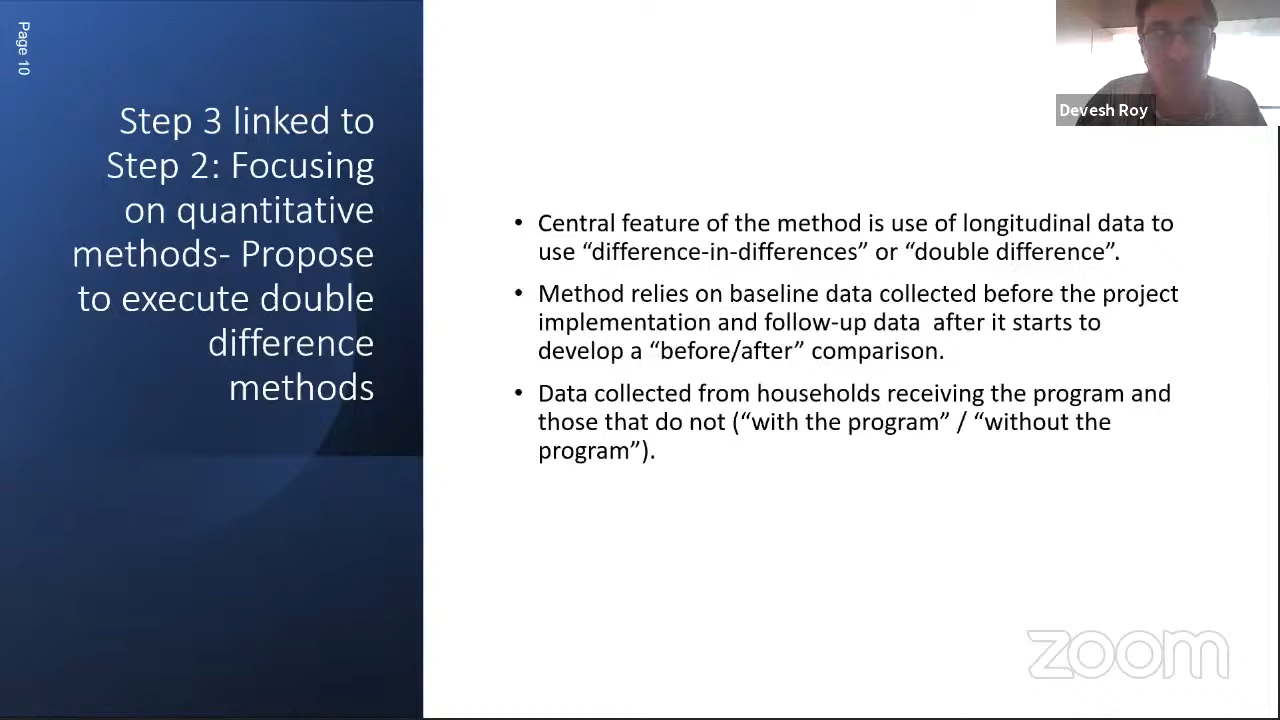 Page 10
Step 3 linked to
Step 2: Focusing
on quantitative
methods- Propose
to execute double
difference
methods
Devesh Roy
• Central feature of the method is use of longitudinal data to
use “difference-in-differences” or “double difference”.
• Method relies on baseline data collected before the project
implementation and follow-up data  after it starts to
develop a “before/after” comparison.
• Data collected from households receiving the program and
those that do not (“with the program” / “without the
program”).
zoom